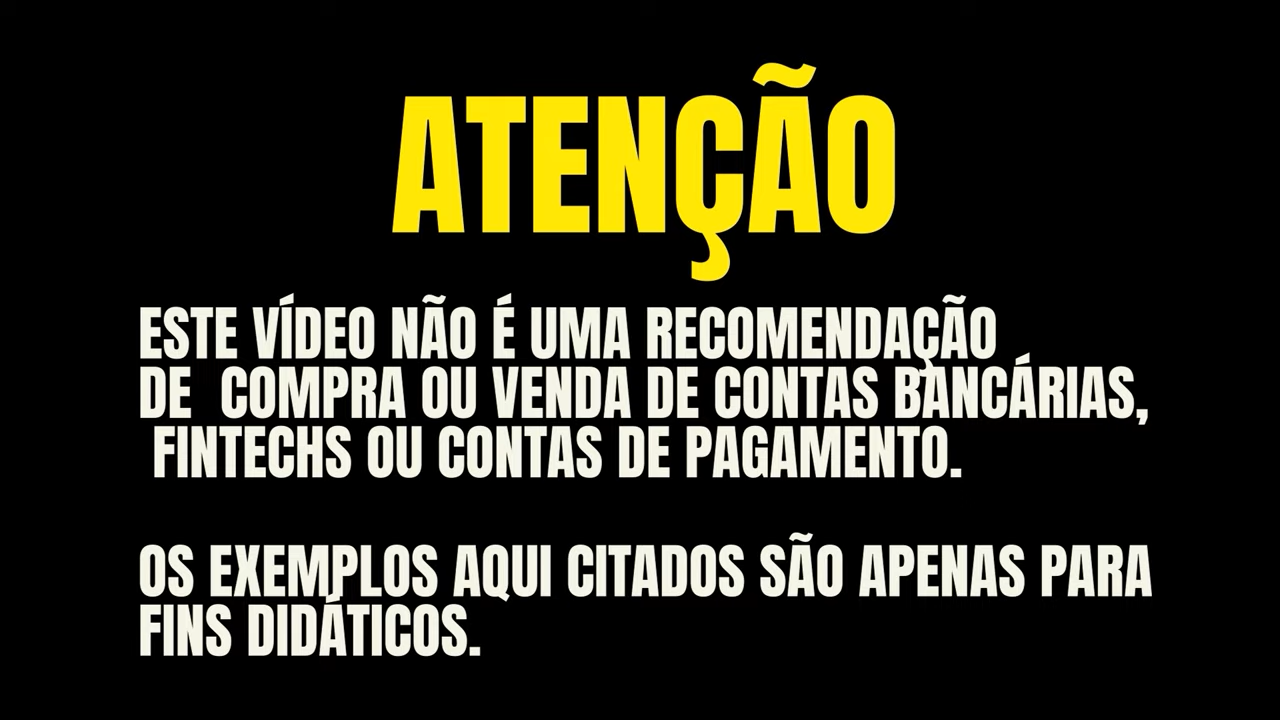 ATENÇÃO
ESTE VÍDEO NÃO É UMA RECOMENDAÇÃO
DE COMPRA OU VENDA DE CONTAS BANCÁRIAS,
FINTECHS OU CONTAS DE PAGAMENTO.
OS EXEMPLOS AQUI CITADOS SÃO APENAS PARA
FINS DIDÁTICOS.